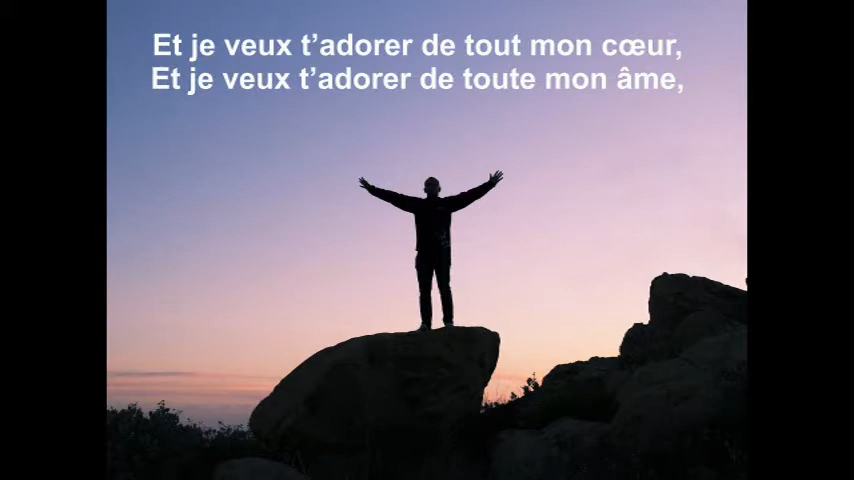 Et je veux t’adorer de tout mon cœur,
Et je veux t’adorer de toute mon âme,